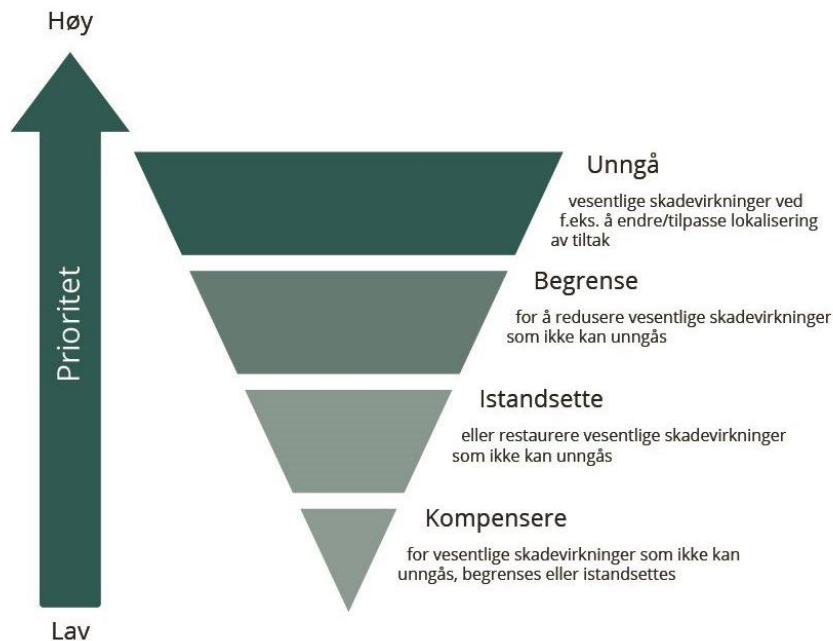 Høy
Prioritet
Unngå
vesentlige skadevirkninger ved
f.eks. å endre/tilpasse lokalisering
av tiltak
Begrense
for å redusere vesentlige skadevirkninger
som ikke kan unngås
Istandsette
eller restaurere vesentlige skadevirkninger
som ikke kan unngås
Kompensere
for vesentlige skadevirkninger som ikke kan
unngås, begrenses eller istandsettes
Lav